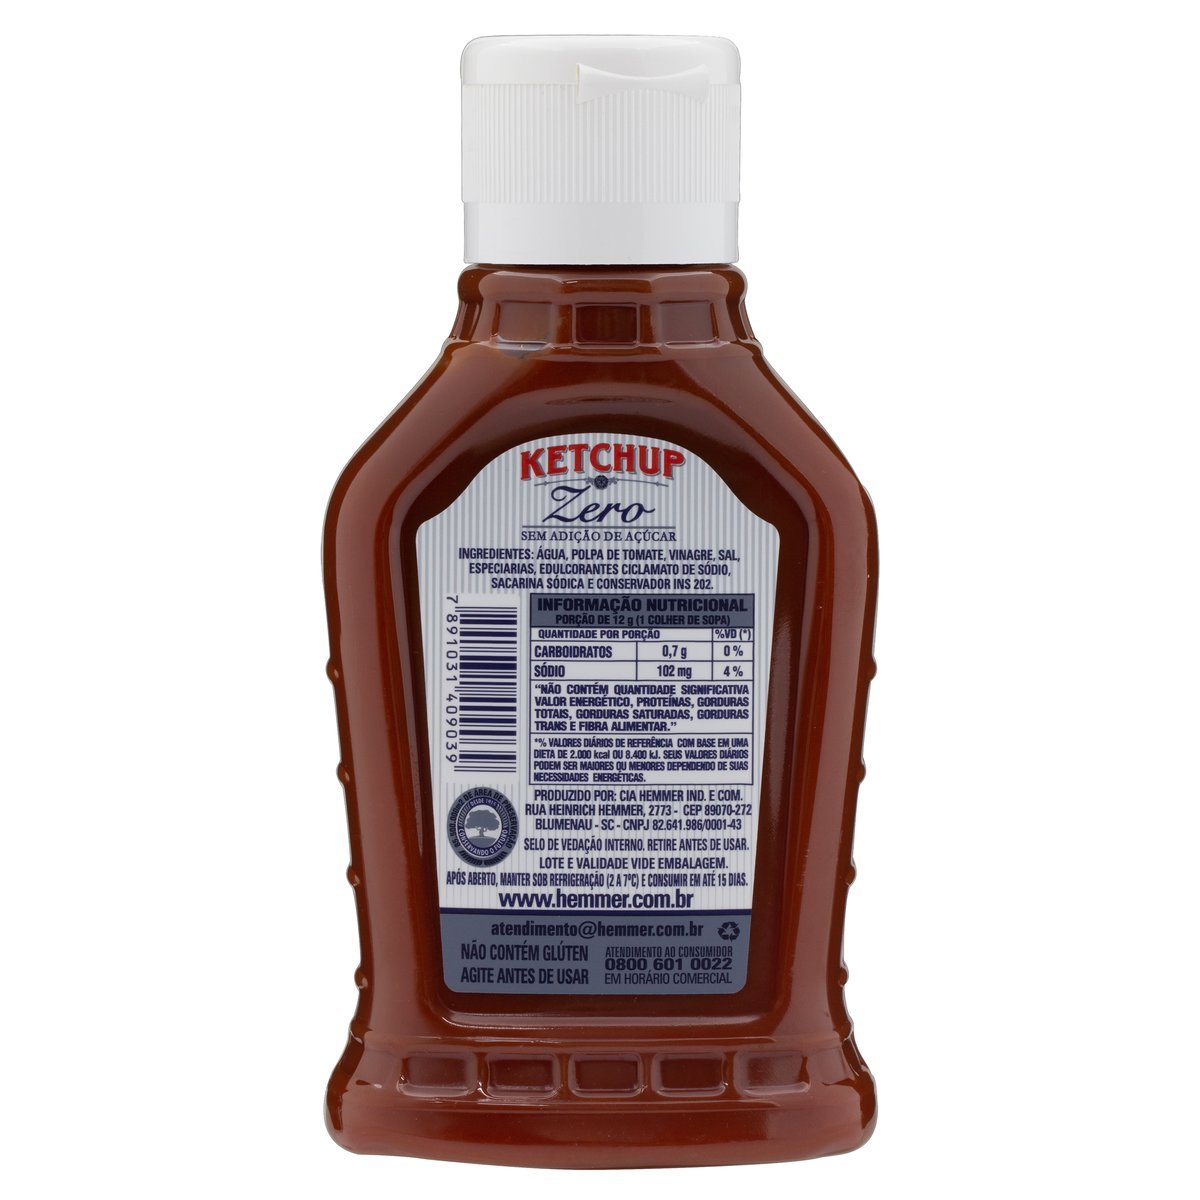 KETCHUP
Zero
SEM ADIÇÃO DE AÇÚCAR
INGREDIENTES: ÁGUA, POLPA DE TOMATE, VINAGRE, SAL,
ESPECIARIAS, EDULCORANTES CICLAMATO DE SÓDIO,
SACARINA SÓDICA E CONSERVADOR INS 202.
7 891031 409039
INFORMAÇÃO NUTRICIONAL
PORÇÃO DE 12 g (1 COLHER DE SOPA)
QUANTIDADE POR PORÇÃO %VD (*)
CARBOIDRATOS 0,7 g 0 %
SÓDIO 102 mg 4 %
"NÃO CONTÉM QUANTIDADE SIGNIFICATIVA
VALOR ENERGÉTICO, PROTEÍNAS, GORDURAS
TOTAIS, GORDURAS SATURADAS, GORDURAS
TRANS E FIBRA ALIMENTAR."
*% VALORES DIÁRIOS DE REFERÊNCIA COM BASE EM UMA
DIETA DE 2.000 kcal OU 8.400 kJ. SEUS VALORES DIÁRIOS
PODEM SER MAIORES OU MENORES DEPENDENDO DE SUAS
NECESSIDADES ENERGÉTICAS.
PRODUZIDO POR: CIA HEMMER IND. E COM.
RUA HEINRICH HEMMER, 2773 - CEP 89070-272
BLUMENAU - SC - CNPJ 82.641.986/0001-43
DE ÁREA DE PRESERVAÇÃO
DESDE 1915
CONSERVANDO O
SELO DE VEDAÇÃO INTERNO. RETIRE ANTES DE USAR.
LOTE E VALIDADE VIDE EMBALAGEM.
APÓS ABERTO, MANTER SOB REFRIGERAÇÃO (2 A 7ºC) E CONSUMIR EM ATÉ 15 DIAS.
www.hemmer.com.br
atendimento@hemmer.com.br
NÃO CONTÉM GLÚTEN
AGITE ANTES DE USAR
ATENDIMENTO AO CONSUMIDOR
0800 601 0022
EM HORÁRIO COMERCIAL